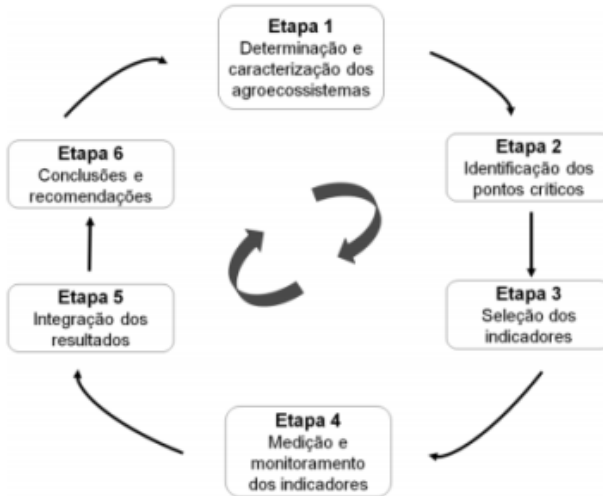 Etapa 1
Determinação e
caracterização dos
agroecossistemas
Etapa 2
Identificação dos
pontos críticos
Etapa 3
Seleção dos
indicadores
Etapa 4
Medição e
monitoramento
dos indicadores
Etapa 5
Integração dos
resultados
Etapa 6
Conclusões e
recomendações